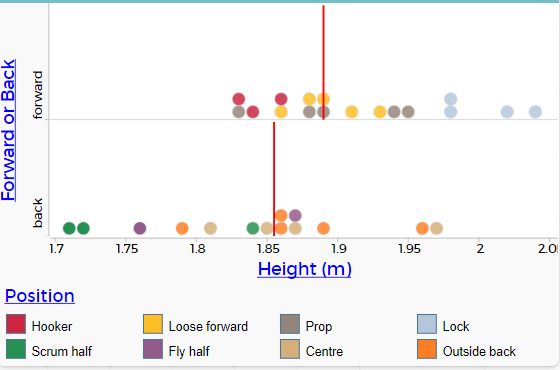 Forward or Back
forward
back
1.7 1.75 1.8 1.85 1.9 1.95 2 2.0
Height (m)
Position
Hooker Loose forward Prop Lock
Scrum half Fly half Centre Outside back